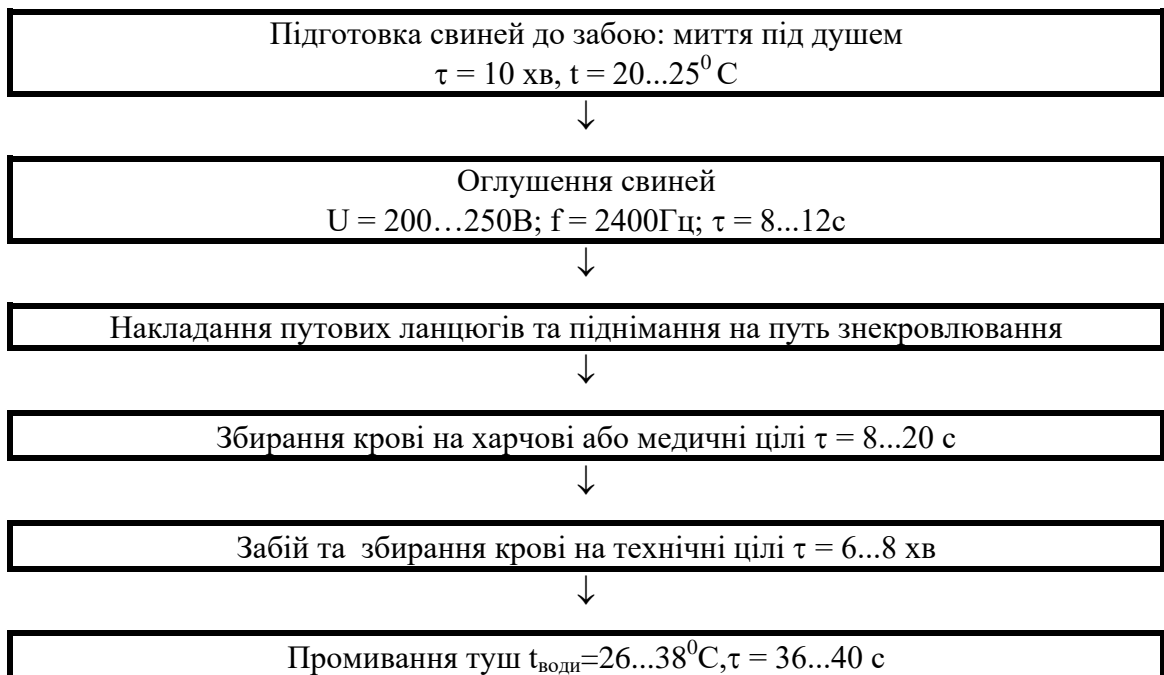 Підготовка свиней до забою: миття під душем
τ = 10 хв, t = 20...25⁰ С
↓
Оглушення свиней
U = 200…250В; f = 2400Гц; τ = 8...12с
↓
Накладання путових ланцюгів та піднімання на путь знекровлювання
↓
Збирання крові на харчові або медичні цілі τ = 8...20 с
↓
Забій та збирання крові на технічні цілі τ = 6...8 хв
↓
Промивання туш tводи=26...38⁰С,τ = 36...40 с